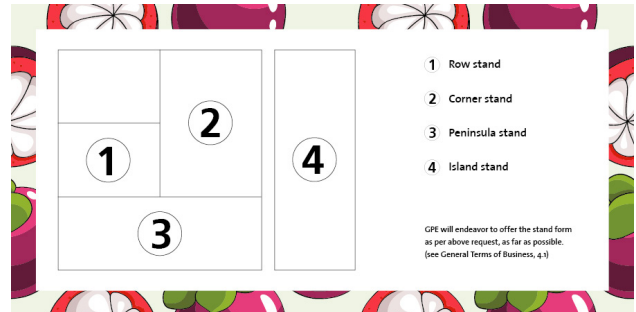 1
2
3
4
1 Row stand
2 Corner stand
3 Peninsula stand
4 Island stand
GPE will endeavor to offer the stand form
as per above request, as far as possible.
(see General Terms of Business, 4.1)